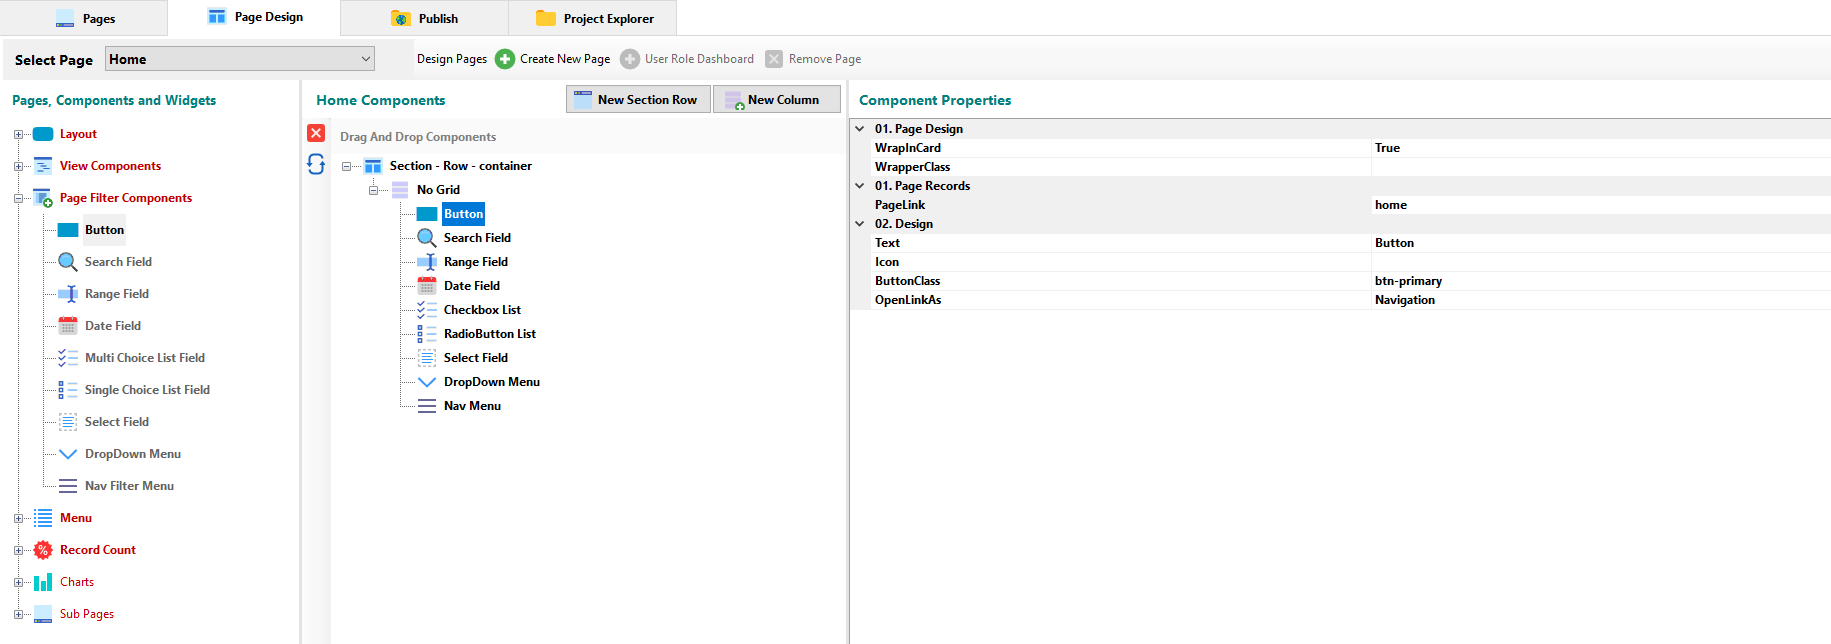 Pages
Page Design
Publish
Project Explorer
Select Page
Home
Design Pages
Create New Page
User Role Dashboard
Remove Page
Pages, Components and Widgets
Layout
View Components
Page Filter Components
Button
Search Field
Range Field
Date Field
Multi Choice List Field
Single Choice List Field
Select Field
DropDown Menu
Nav Filter Menu
Menu
Record Count
Charts
Sub Pages
Home Components
New Section Row
New Column
Drag And Drop Components
Section - Row - container
No Grid
Button
Search Field
Range Field
Date Field
Checkbox List
RadioButton List
Select Field
DropDown Menu
Nav Menu
Component Properties
01. Page Design
WrapInCard True
WrapperClass
01. Page Records
PageLink home
02. Design
Text Button
Icon
ButtonClass btn-primary
OpenLinkAs Navigation